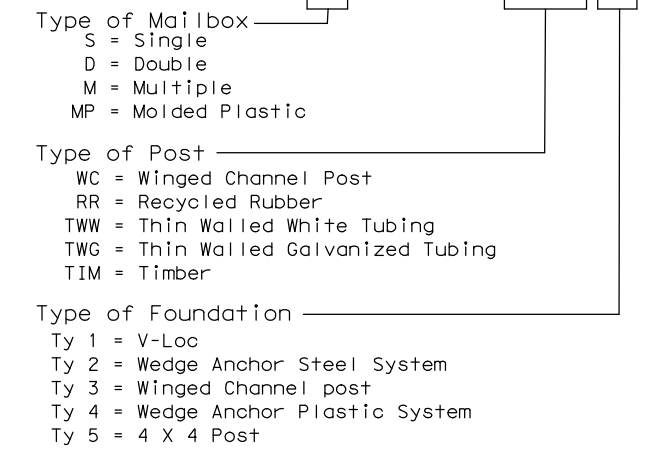 Type of Mailbox
S = Single
D = Double
M = Multiple
MP = Molded Plastic
Type of Post
WC = Winged Channel Post
RR = Recycled Rubber
TWW = Thin Walled White Tubing
TWG = Thin Walled Galvanized Tubing
TIM = Timber
Type of Foundation
Ty 1 = V-Loc
Ty 2 = Wedge Anchor Steel System
Ty 3 = Winged Channel post
Ty 4 = Wedge Anchor Plastic System
Ty 5 = 4 X 4 Post